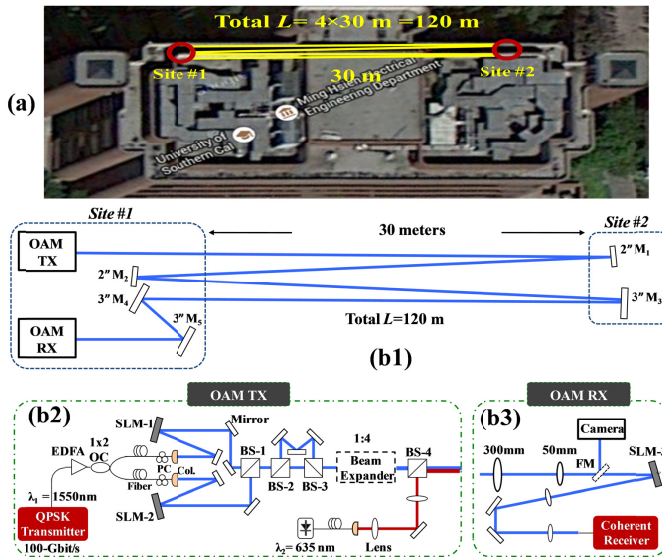 Total L= 4×30 m =120 m
Site #1
30 m
Site #2
(a)
Ming Hsieh Electrical
Engineering Department
University of
Southern Cal
Site #1
30 meters
Site #2
OAM
TX
2” M1
2” M2
3” M4
3” M3
OAM
RX
3” M5
Total L=120 m
(b1)
OAM TX
OAM RX
(b2)
SLM-1
Mirror
(b3)
Camera
EDFA
1x2
OC
BS-1
1:4
BS-4
300mm
50mm
SLM-3
PC
Col.
Beam
Expander
FM
Fiber
BS-2
BS-3
λ1 = 1550nm
QPSK
Transmitter
SLM-2
Coherent
Receiver
100-Gbit/s
λ2= 635 nm
Lens